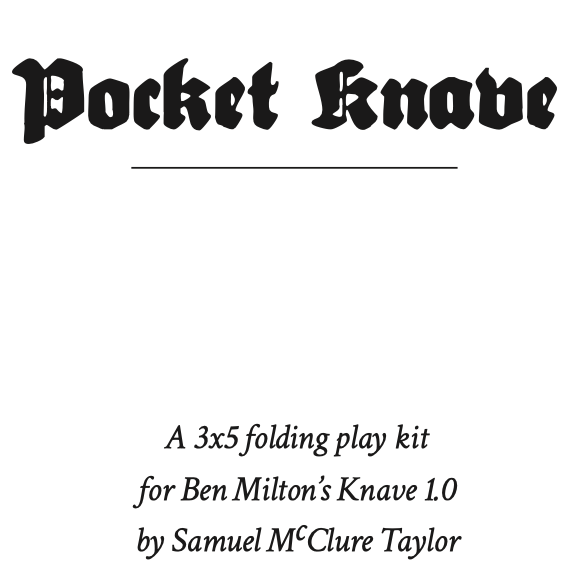 Pocket Knave
A 3x5 folding play kit
for Ben Milton’s Knave 1.0
by Samuel MᶜClure Taylor